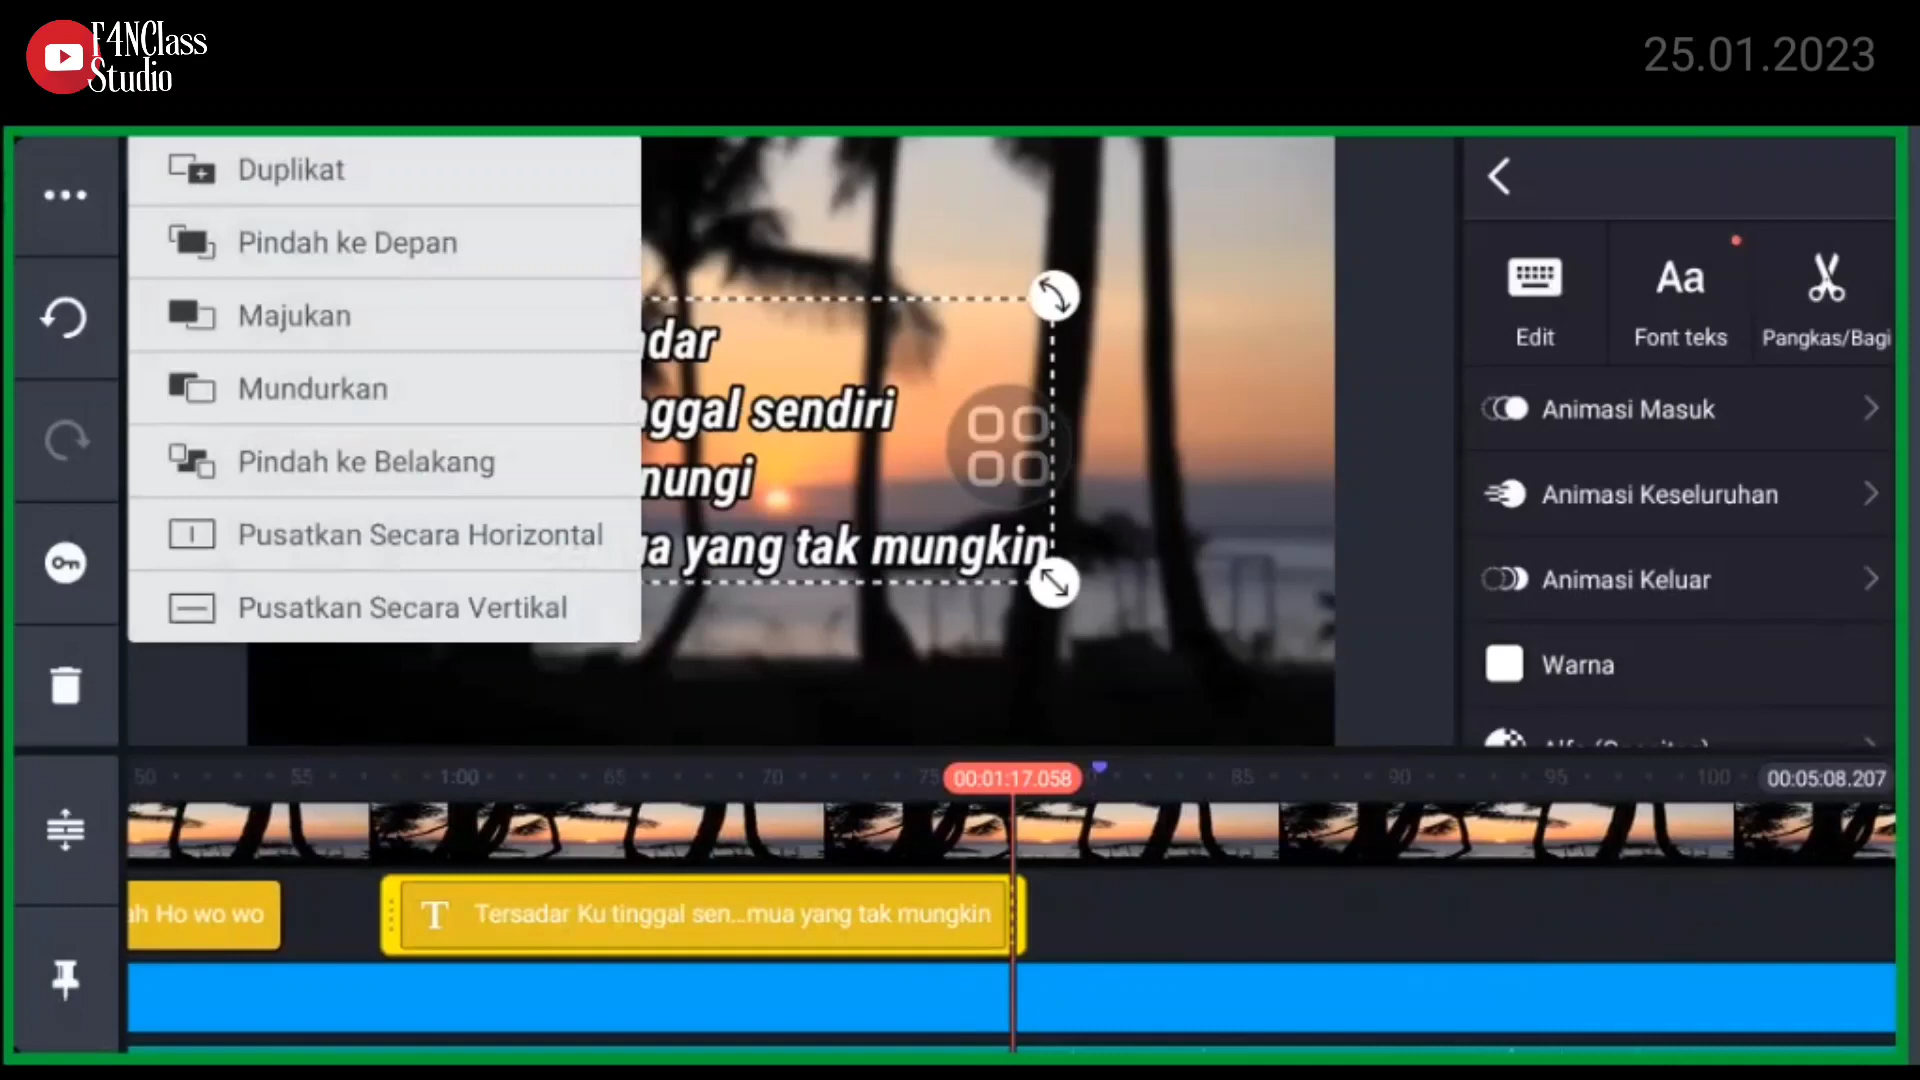 F4NClass
Studio
25.01.2023
Duplikat
Pindah ke Depan
Majukan
Mundurkan
Pindah ke Belakang
Pusatkan Secara Horizontal
Pusatkan Secara Vertikal
dar
ggal sendiri
nungi
a yang tak mungkin
Edit
Aa
Font teks
Pangkas/Bagi
Animasi Masuk
Animasi Keseluruhan
Animasi Keluar
Warna
50 55 1:00 65 70 75 00:01:17.058 85 90 95 100 00:05:08.207
ah Ho wo wo
T Tersadar Ku tinggal sen...mua yang tak mungkin